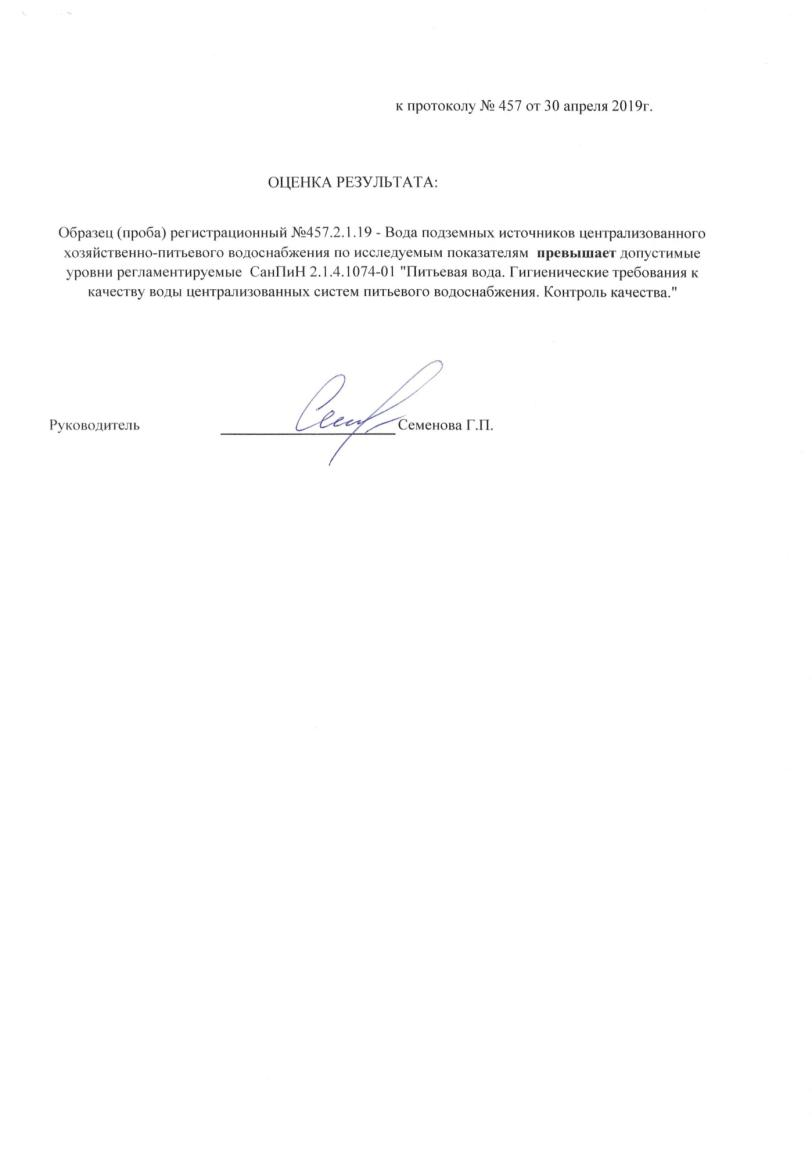 к протоколу № 457 от 30 апреля 2019г.
ОЦЕНКА РЕЗУЛЬТАТА:
Образец (проба) регистрационный №457.2.1.19 - Вода подземных источников централизованного
хозяйственно-питьевого водоснабжения по исследуемым показателям превышает допустимые
уровни регламентируемые СанПиН 2.1.4.1074-01 "Питьевая вода. Гигиенические требования к
качеству воды централизованных систем питьевого водоснабжения. Контроль качества."
Руководитель Семенова Г.П.